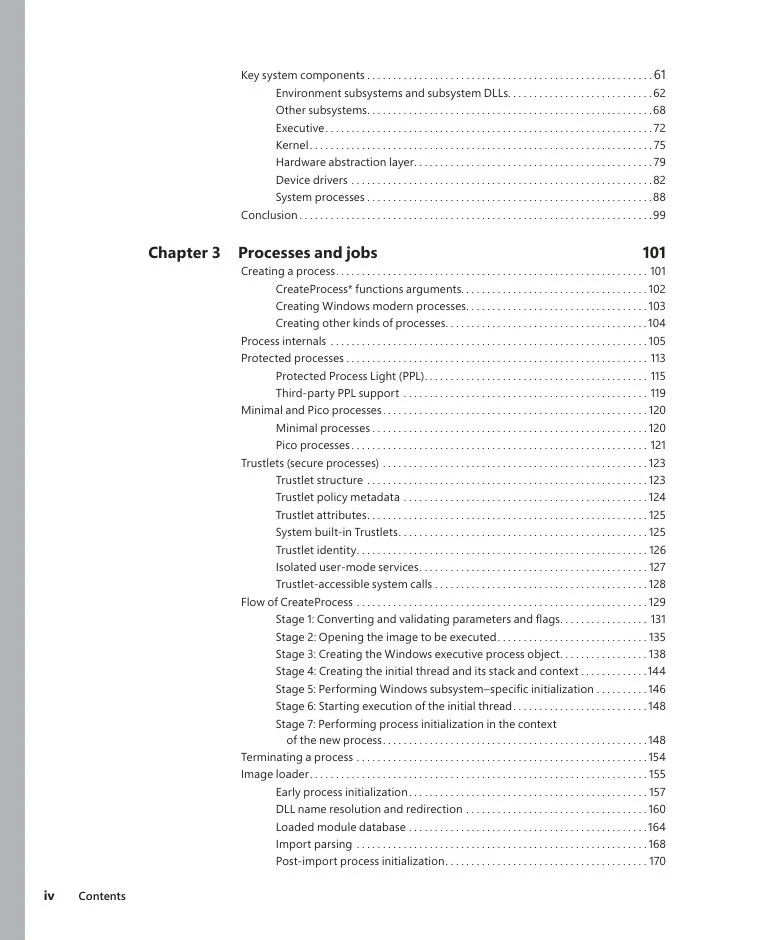 Key system components . . . . . . . . . . . . . . . . . . . . . . . . . . . . . . 61
Environment subsystems and subsystem DLLs. . . . . . . . . . . . . . . . 62
Other subsystems. . . . . . . . . . . . . . . . . . . . . . . . . . . . . . 68
Executive. . . . . . . . . . . . . . . . . . . . . . . . . . . . . . 72
Kernel. . . . . . . . . . . . . . . . . . . . . . . . . . . . . . 75
Hardware abstraction layer. . . . . . . . . . . . . . . . . . . . . . . . 79
Device drivers . . . . . . . . . . . . . . . . . . . . . . . . . . . . . . 82
System processes . . . . . . . . . . . . . . . . . . . . . . . . . . . . . . 88
Conclusion . . . . . . . . . . . . . . . . . . . . . . . . . . . . . . 99
Chapter 3 Processes and jobs 101
Creating a process. . . . . . . . . . . . . . . . . . . . . . . . . . . . . . 101
CreateProcess* functions arguments. . . . . . . . . . . . . . . . . . . . 102
Creating Windows modern processes. . . . . . . . . . . . . . . . . . . . 103
Creating other kinds of processes. . . . . . . . . . . . . . . . . . . . 104
Process internals . . . . . . . . . . . . . . . . . . . . . . . . . . . . . . 105
Protected processes . . . . . . . . . . . . . . . . . . . . . . . . . . . . . . 113
Protected Process Light (PPL). . . . . . . . . . . . . . . . . . . . . . . . 115
Third-party PPL support . . . . . . . . . . . . . . . . . . . . . . . . 119
Minimal and Pico processes. . . . . . . . . . . . . . . . . . . . . . . . 120
Minimal processes . . . . . . . . . . . . . . . . . . . . . . . . . . . . 120
Pico processes . . . . . . . . . . . . . . . . . . . . . . . . . . . . . . 121
Trustlets (secure processes) . . . . . . . . . . . . . . . . . . . . . . . . 123
Trustlet structure . . . . . . . . . . . . . . . . . . . . . . . . . . . . 123
Trustlet policy metadata . . . . . . . . . . . . . . . . . . . . . . . . 124
Trustlet attributes. . . . . . . . . . . . . . . . . . . . . . . . . . . . 125
System built-in Trustlets. . . . . . . . . . . . . . . . . . . . . . . . 125
Trustlet identity. . . . . . . . . . . . . . . . . . . . . . . . . . . . 126
Isolated user-mode services. . . . . . . . . . . . . . . . . . . . . . . . 127
Trustlet-accessible system calls . . . . . . . . . . . . . . . . . . . . 128
Flow of CreateProcess . . . . . . . . . . . . . . . . . . . . . . . . . . . . 129
Stage 1: Converting and validating parameters and flags. . . . . . . . . . . . 131
Stage 2: Opening the image to be executed. . . . . . . . . . . . . . . . 135
Stage 3: Creating the Windows executive process object. . . . . . . . . . . . 138
Stage 4: Creating the initial thread and its stack and context . . . . . . . . . . . . . 144
Stage 5: Performing Windows subsystem–specific initialization . . . . . . . . . . 146
Stage 6: Starting execution of the initial thread. . . . . . . . . . . . . . . . 148
Stage 7: Performing process initialization in the context
of the new process. . . . . . . . . . . . . . . . . . . . . . . . . . . . 148
Terminating a process . . . . . . . . . . . . . . . . . . . . . . . . . . . . 154
Image loader. . . . . . . . . . . . . . . . . . . . . . . . . . . . . . 155
Early process initialization. . . . . . . . . . . . . . . . . . . . . . . . 157
DLL name resolution and redirection . . . . . . . . . . . . . . . . . . . . 160
Loaded module database . . . . . . . . . . . . . . . . . . . . . . . . 164
Import parsing . . . . . . . . . . . . . . . . . . . . . . . . . . . . . . 168
Post-import process initialization. . . . . . . . . . . . . . . . . . . . 170
iv Contents